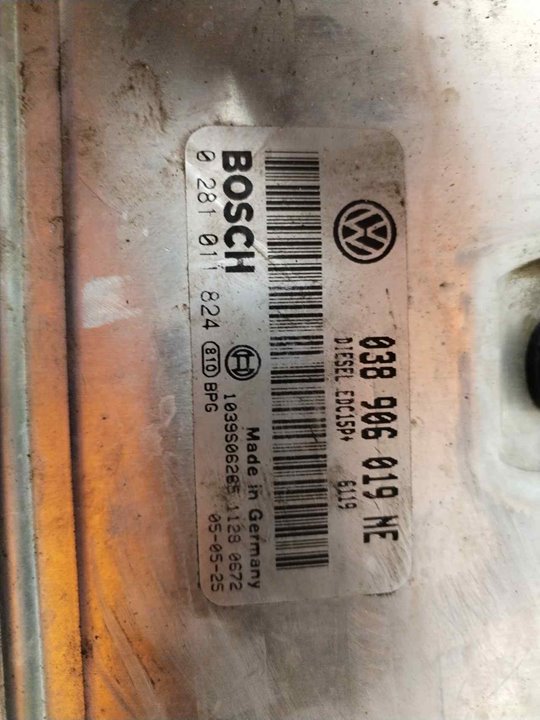 038 906 019 NE
DIESEL EDC15P+ 6119
BOSCH
Made in Germany
0 281 011 824 810 BPG
1039S06265 1128 0672
05-05-25